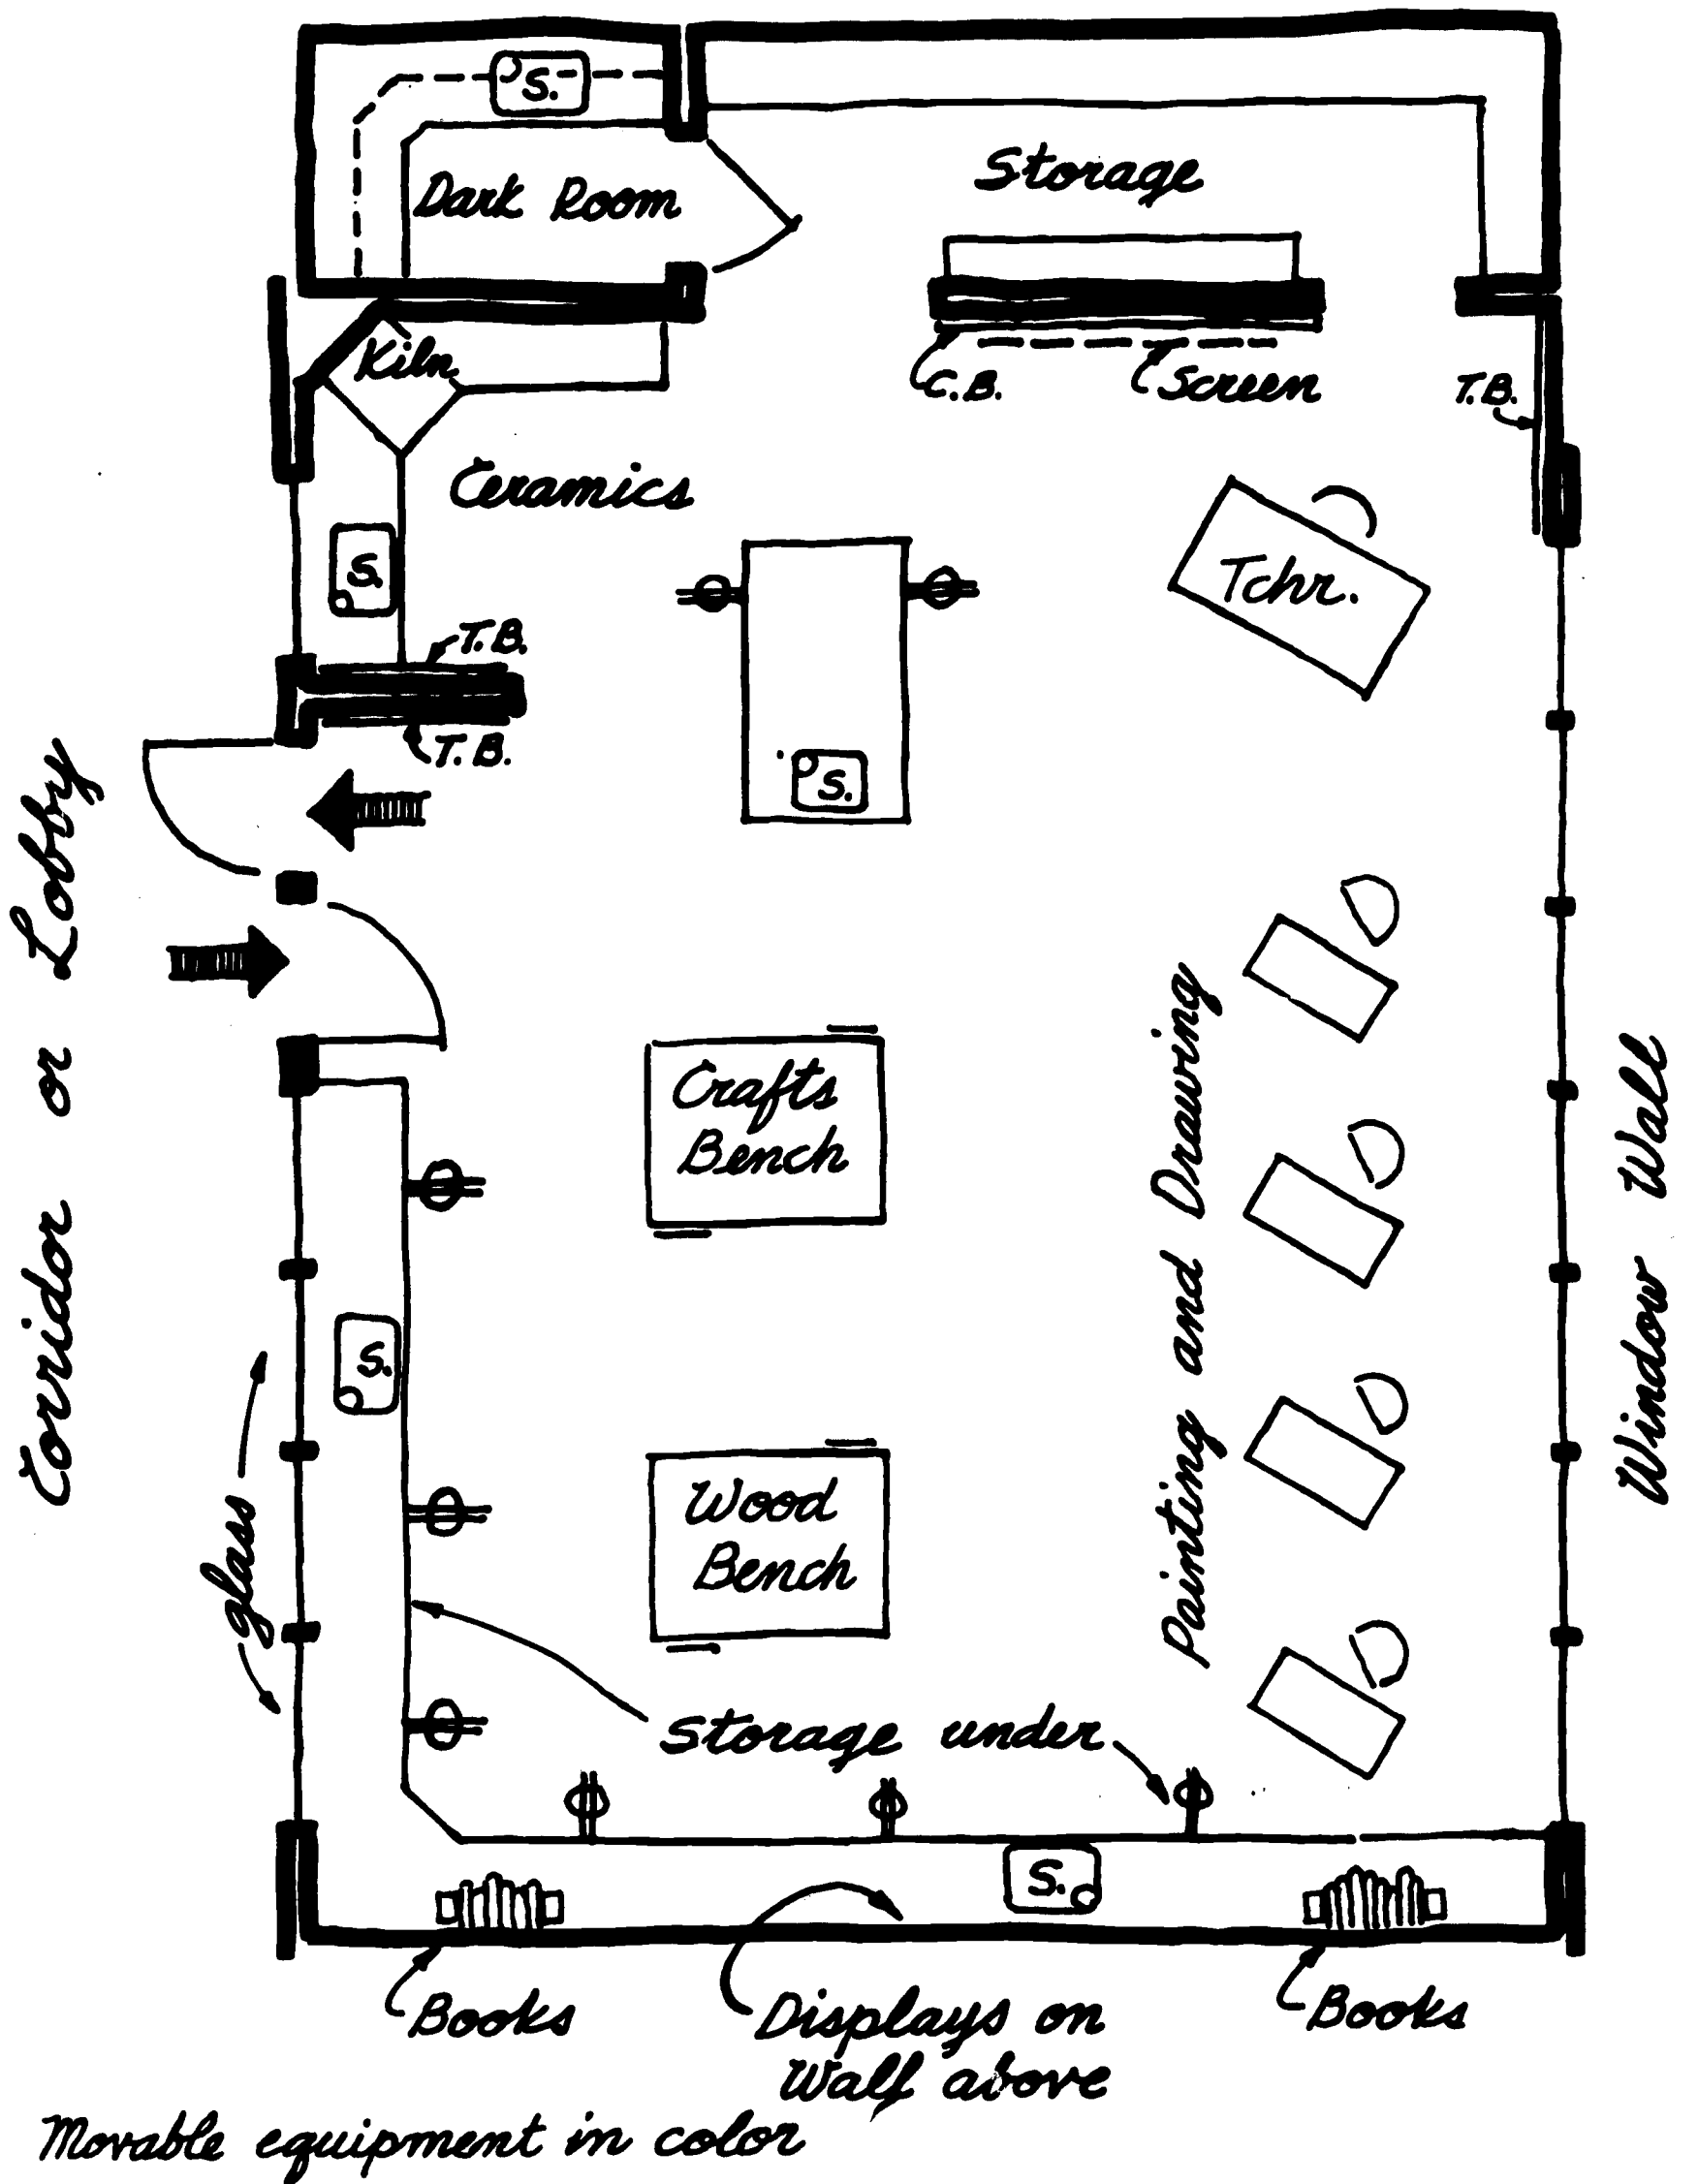 S.
Dark Room
Storage
Kiln
C.B.
Screen
T.B.
Ceramics
S.
Tchr.
T.B.
T.B.
S.
Corridor or Lobby
Crafts
Bench
Painting and Drawing
Window Wall
S.
glass
Wood
Bench
Storage under
S.
Books
Displays on
Wall above
Books
Movable equipment in color